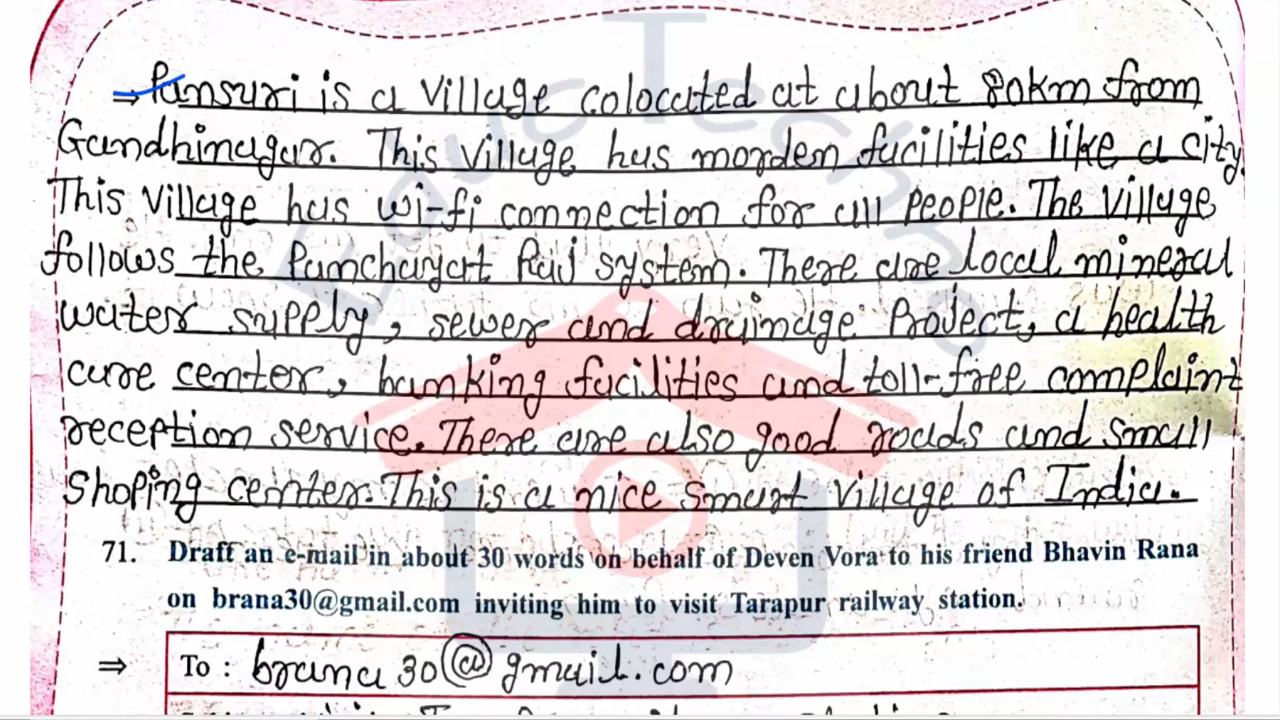 ⇒ Punsuri is a village colocated at about 80km from
Gandhinagar. This village has morden facilities like a city.
This village has wi-fi connection for all people. The village
follows the Panchayat Raj system. There are local mineral
water supply, sewer and drainage Project, a health
care center, banking facilities and toll-free complaint
reception service. There are also good roads and small
Shoping center. This is a nice smart village of India.
71. Draft an e-mail in about 30 words on behalf of Deven Vora to his friend Bhavin Rana
on brana30@gmail.com inviting him to visit Tarapur railway station.
⇒ To : brana30@gmail.com
Educ Techno